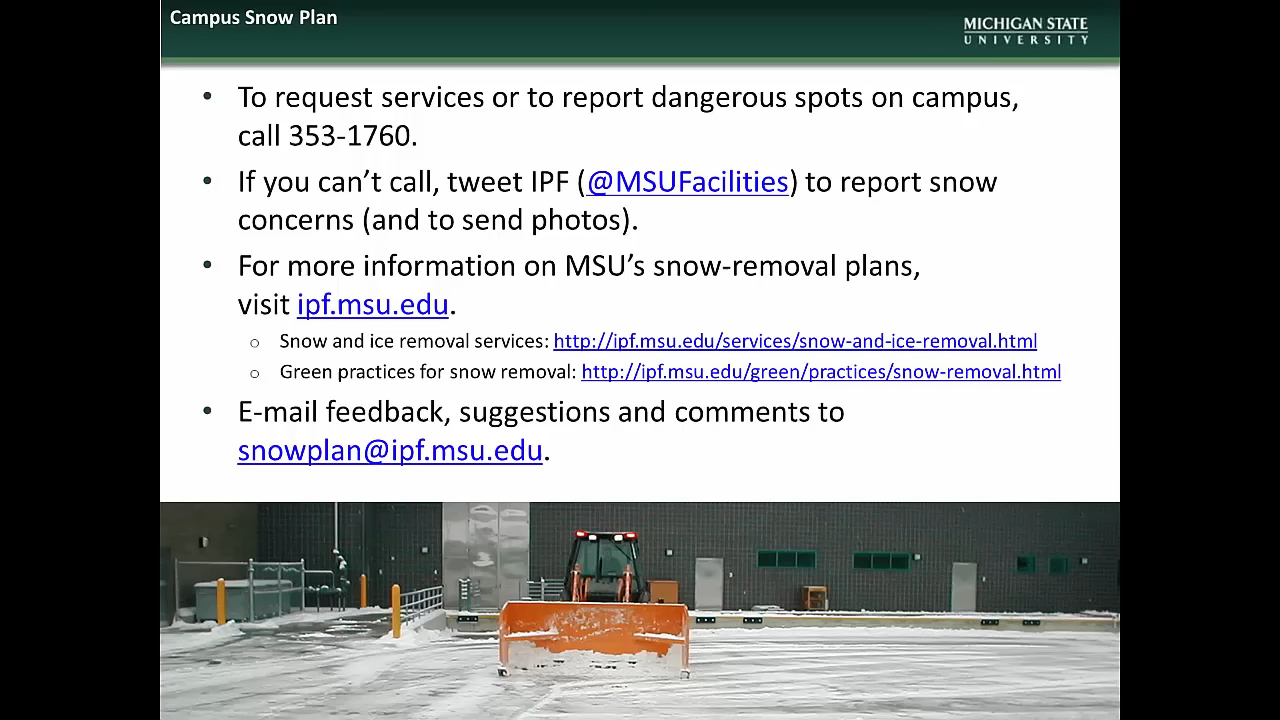 Campus Snow Plan
MICHIGAN STATE
UNIVERSITY
• To request services or to report dangerous spots on campus,
call 353-1760.
• If you can’t call, tweet IPF (@MSUFacilities) to report snow
concerns (and to send photos).
• For more information on MSU’s snow-removal plans,
visit ipf.msu.edu.
o Snow and ice removal services: http://ipf.msu.edu/services/snow-and-ice-removal.html
o Green practices for snow removal: http://ipf.msu.edu/green/practices/snow-removal.html
• E-mail feedback, suggestions and comments to
snowplan@ipf.msu.edu.